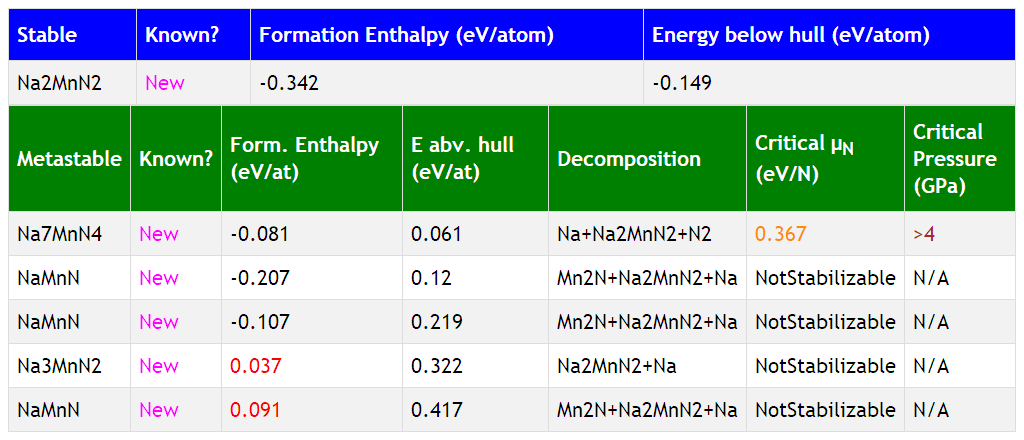 Stable Known? Formation Enthalpy (eV/atom) Energy below hull (eV/atom)
Na2MnN2 New -0.342 -0.149
Metastable Known? Form. Enthalpy (eV/at) E abv. hull (eV/at) Decomposition Critical μN (eV/N) Critical Pressure (GPa)
Na7MnN4 New -0.081 0.061 Na+Na2MnN2+N2 0.367 >4
NaMnN New -0.207 0.12 Mn2N+Na2MnN2+Na NotStabilizable N/A
NaMnN New -0.107 0.219 Mn2N+Na2MnN2+Na NotStabilizable N/A
Na3MnN2 New 0.037 0.322 Na2MnN2+Na NotStabilizable N/A
NaMnN New 0.091 0.417 Mn2N+Na2MnN2+Na NotStabilizable N/A